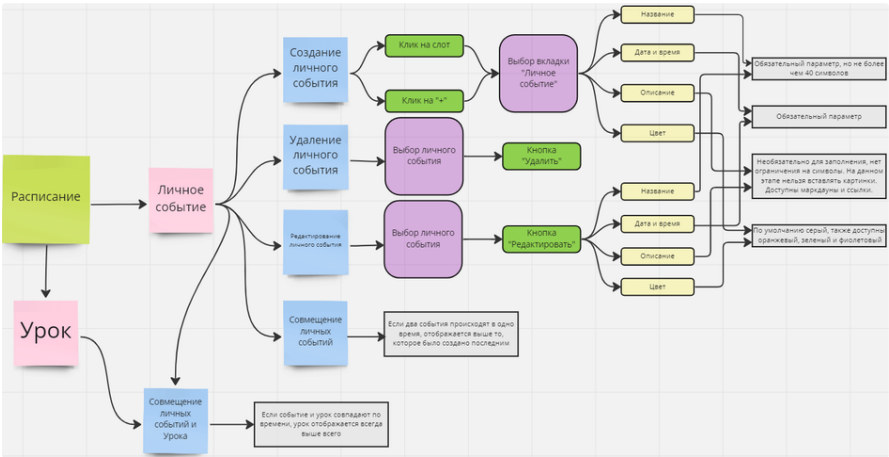 Расписание
Личное
событие
Урок
Создание
личного
события
Клик на слот
Клик на "+"
Выбор вкладки
"Личное
событие"
Название
Дата и время
Описание
Цвет
Обязательный параметр, но не более
чем 40 символов
Обязательный параметр
Необязательно для заполнения, нет
ограничения на символы. На данном
этапе нельзя вставлять картинки.
Доступны маркдауны и ссылки.
По умолчанию серый, также доступны
оранжевый, зеленый и фиолетовый
Удаление
личного
события
Выбор личного
события
Кнопка
"Удалить"
Редактирование
личного события
Выбор личного
события
Кнопка
"Редактировать"
Название
Дата и время
Описание
Цвет
Совмещение
личных
событий
Если два события происходят в одно
время, отображается выше то,
которое было создано последним
Совмещение
личных
событий и
Урока
Если событие и урок совпадают по
времени, урок отображается всегда
выше всего